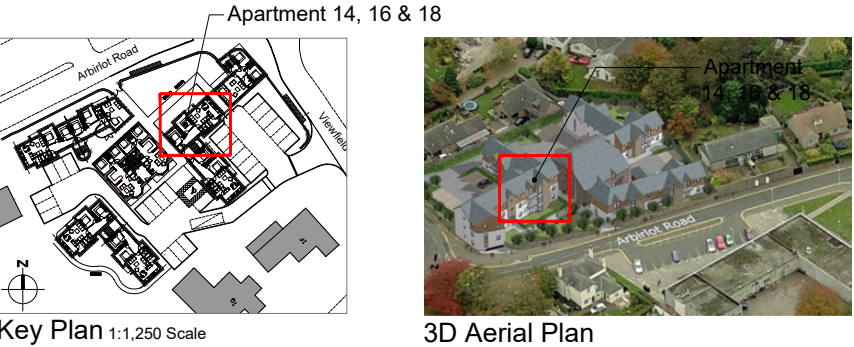 Apartment 14, 16 & 18
Arbirlot Road
Viewfield
N
Key Plan 1:1,250 Scale
Apartment
14, 16 & 18
Arbirlot Road
3D Aerial Plan